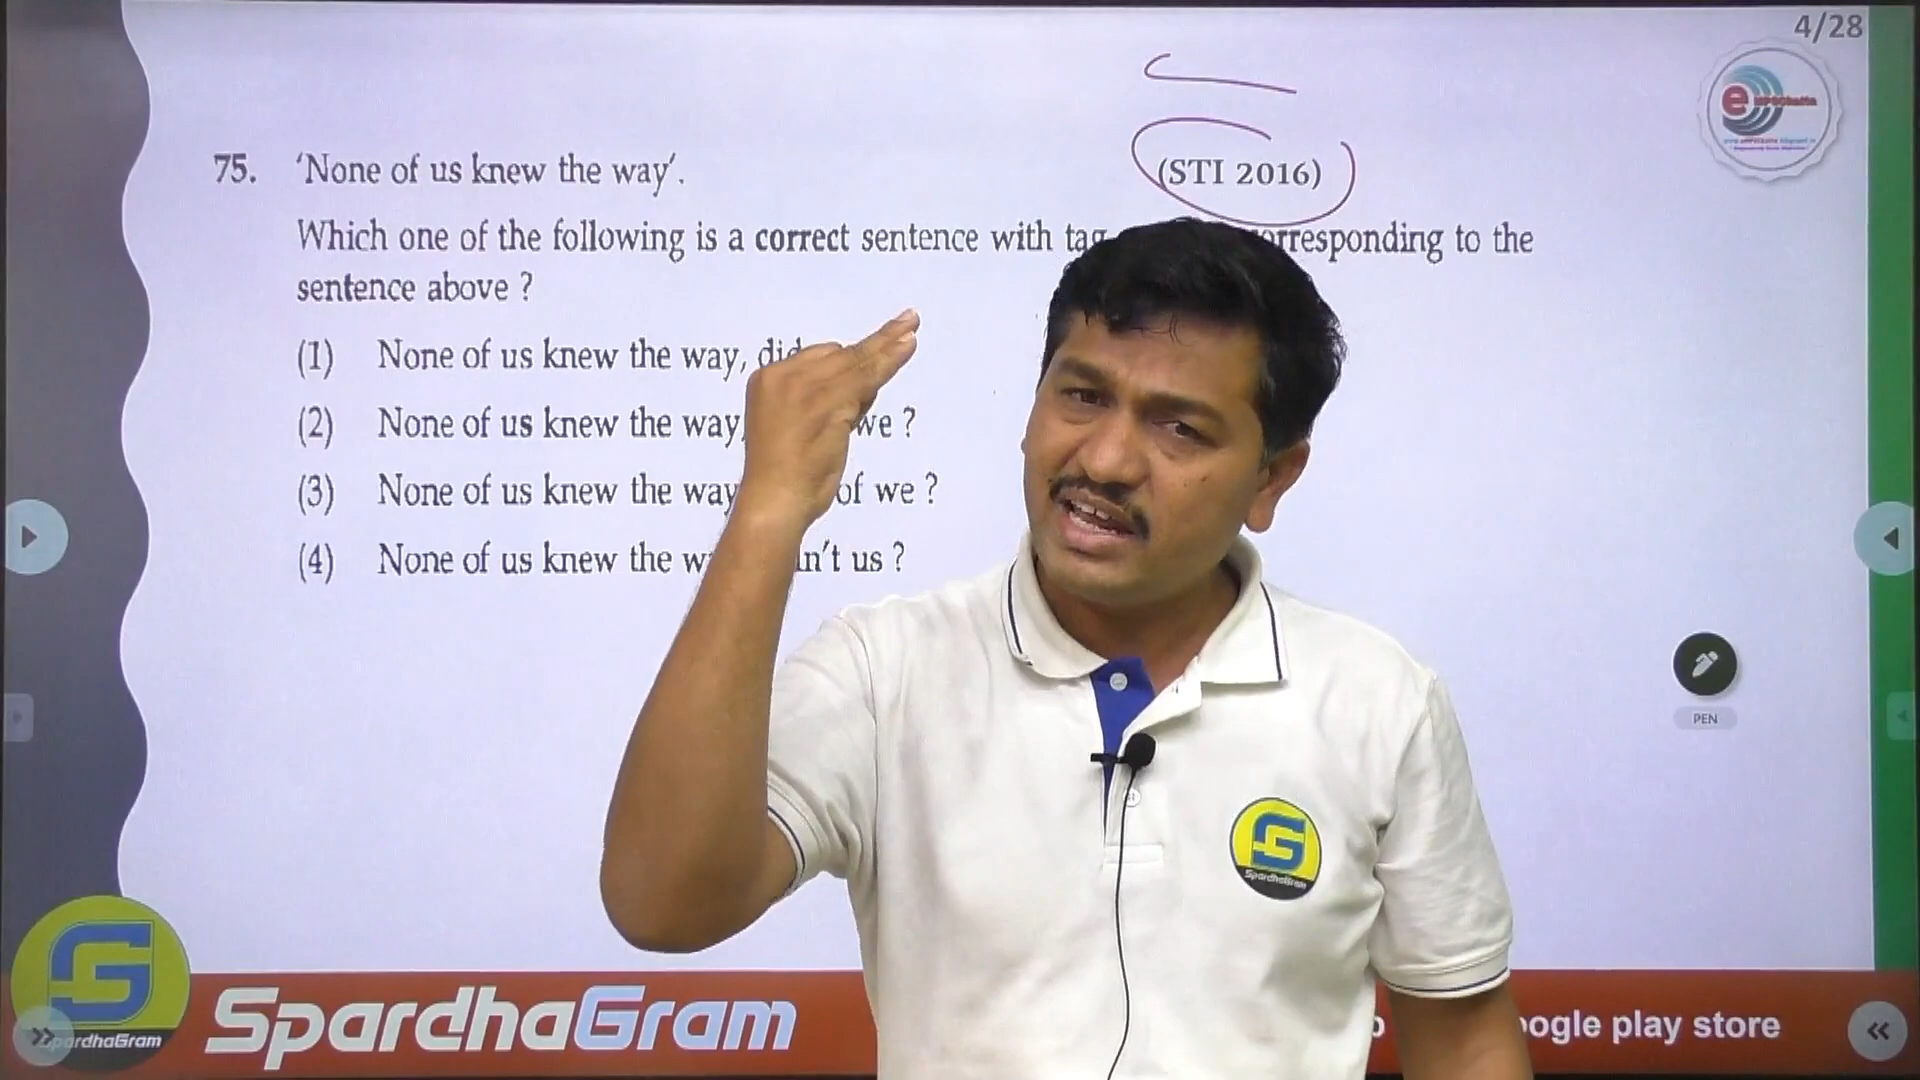 4/28
75. ‘None of us knew the way’.
(STI 2016)
Which one of the following is a correct sentence with tag corresponding to the
sentence above ?
(1) None of us knew the way,
(2) None of us knew the way, we ?
(3) None of us knew the way of we ?
(4) None of us knew the us ?
PEN
SpardhaGram
SpardhaGram
SpardhaGram
play store